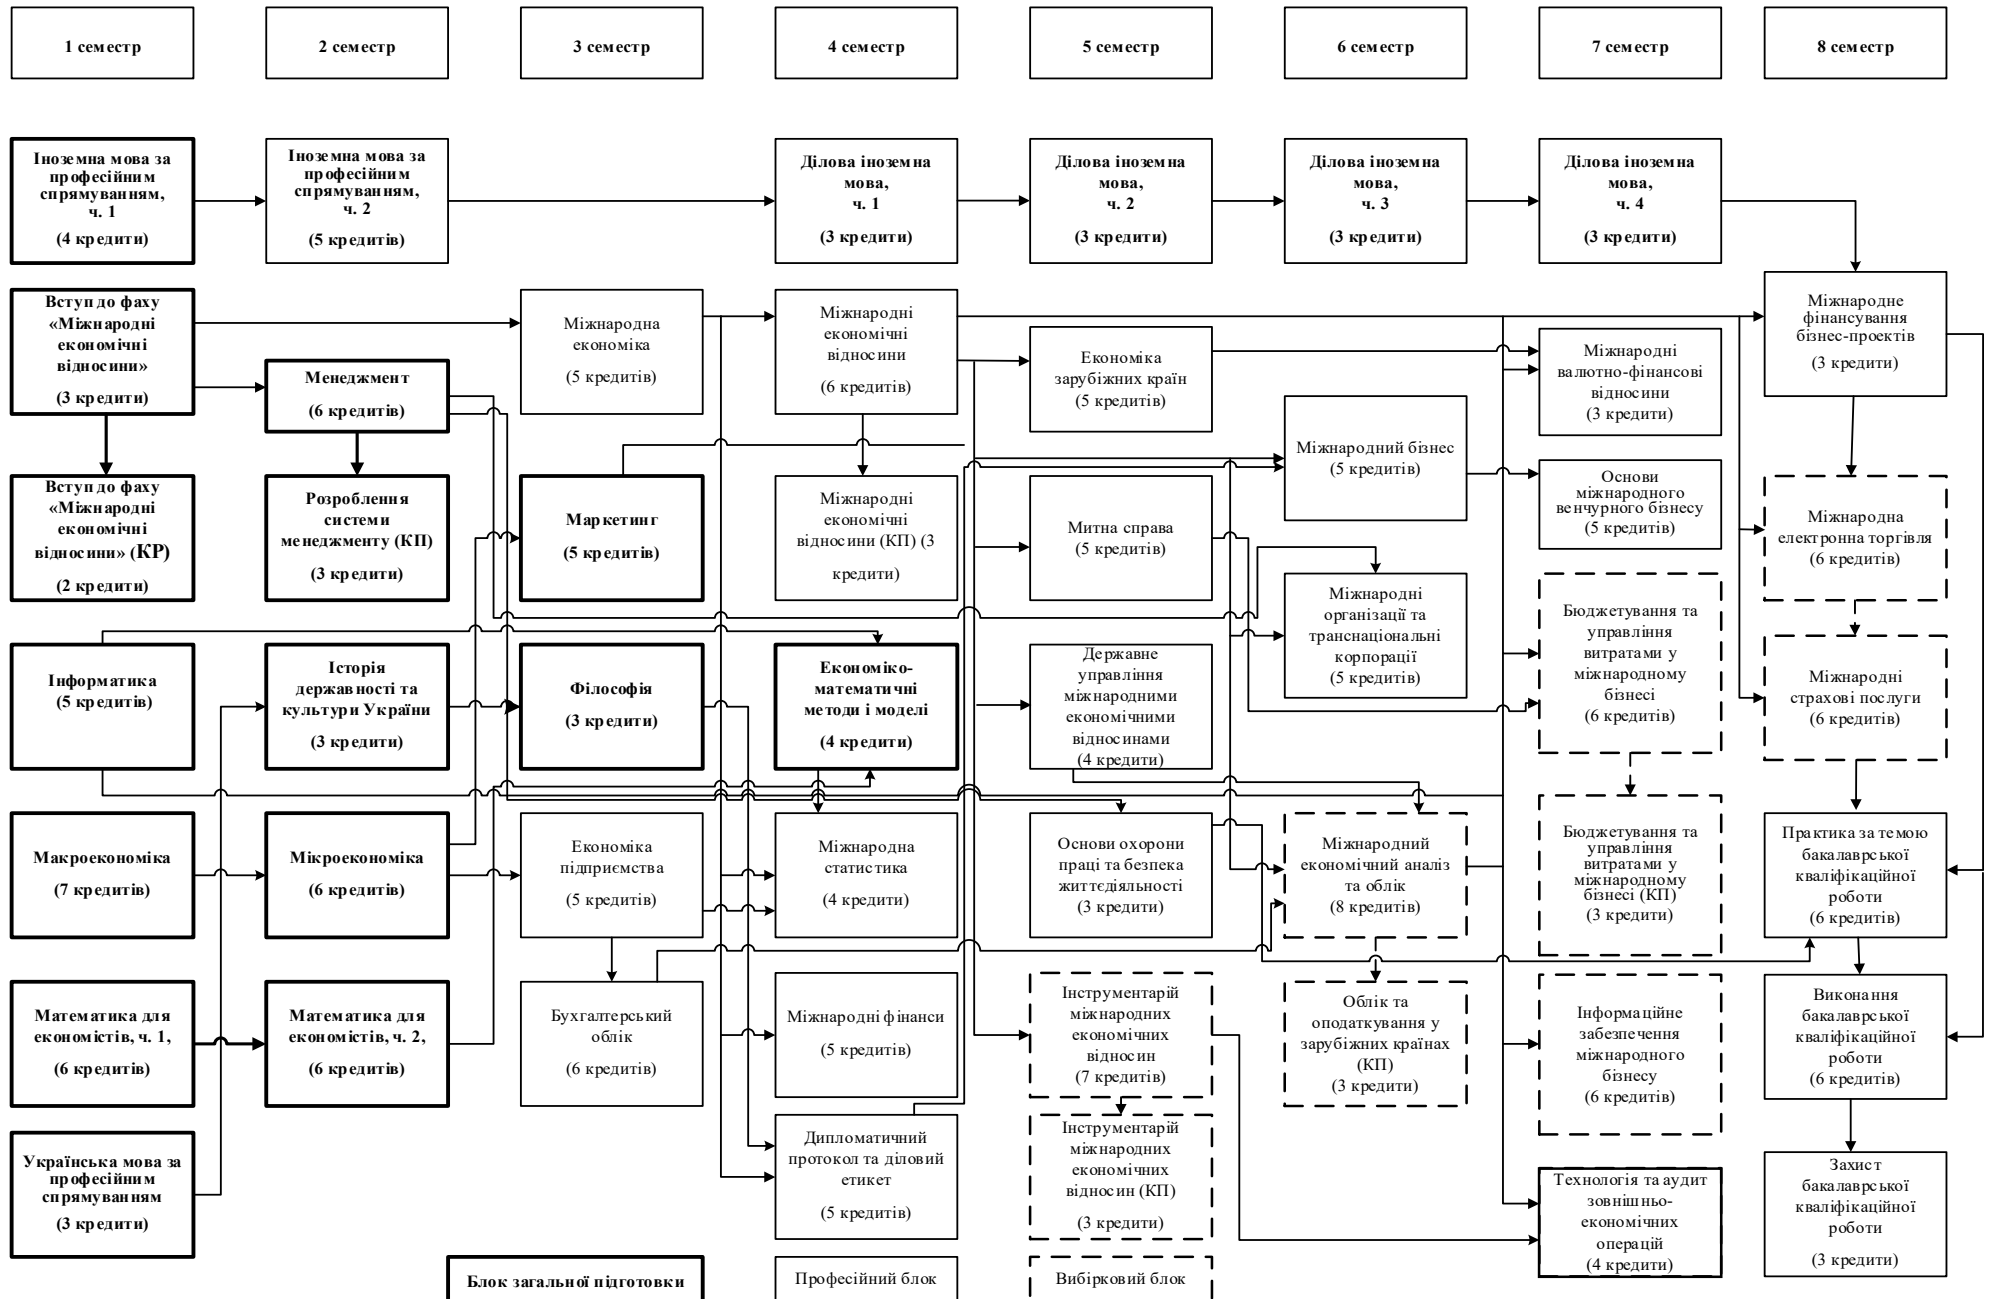 1 семестр
2 семестр
3 семестр
4 семестр
5 семестр
6 семестр
7 семестр
8 семестр
Іноземна мова за
професійним
спрямуванням,
ч. 1
(4 кредити)
Іноземна мова за
професійним
спрямуванням,
ч. 2
(5 кредитів)
Ділова іноземна
мова,
ч. 1
(3 кредити)
Ділова іноземна
мова,
ч. 2
(3 кредити)
Ділова іноземна
мова,
ч. 3
(3 кредити)
Ділова іноземна
мова,
ч. 4
(3 кредити)
Вступ до фаху
«Міжнародні
економічні
відносини»
(3 кредити)
Менеджмент
(6 кредитів)
Міжнародна
економіка
(5 кредитів)
Міжнародні
економічні
відносини
(6 кредитів)
Економіка
зарубіжних країн
(5 кредитів)
Міжнародний бізнес
(5 кредитів)
Міжнародні
валютно-фінансові
відносини
(3 кредити)
Міжнародне
фінансування
бізнес-проектів
(3 кредити)
Вступ до фаху
«Міжнародні
економічні
відносини» (КР)
(2 кредити)
Розроблення
системи
менеджменту (КП)
(3 кредити)
Маркетинг
(5 кредитів)
Міжнародні
економічні
відносини (КП) (3
кредити)
Митна справа
(5 кредитів)
Міжнародні
організації та
транснаціональні
корпорації
(5 кредитів)
Основи
міжнародного
венчурного бізнесу
(5 кредитів)
Міжнародна
електронна торгівля
(6 кредитів)
Інформатика
(5 кредитів)
Історія
державності та
культури України
(3 кредити)
Філософія
(3 кредити)
Економіко-
математичні
методи і моделі
(4 кредити)
Державне
управління
міжнародними
економічними
відносинами
(4 кредити)
Бюджетування та
управління
витратами у
міжнародному
бізнесі
(6 кредитів)
Міжнародні
страхові послуги
(6 кредитів)
Макроекономіка
(7 кредитів)
Мікроекономіка
(6 кредитів)
Економіка
підприємства
(5 кредитів)
Міжнародна
статистика
(4 кредити)
Основи охорони
праці та безпека
життєдіяльності
(3 кредити)
Міжнародний
економічний аналіз
та облік
(8 кредитів)
Бюджетування та
управління
витратами у
міжнародному
бізнесі (КП)
(3 кредити)
Практика за темою
бакалаврської
кваліфікаційної
роботи
(6 кредитів)
Математика для
економістів, ч. 1,
(6 кредитів)
Математика для
економістів, ч. 2,
(6 кредитів)
Бухгалтерський
облік
(6 кредитів)
Міжнародні фінанси
(5 кредитів)
Інструментарій
міжнародних
економічних
відносин
(7 кредитів)
Облік та
оподаткування у
зарубіжних країнах
(КП)
(3 кредити)
Інформаційне
забезпечення
міжнародного
бізнесу
(6 кредитів)
Виконання
бакалаврської
кваліфікаційної
роботи
(6 кредитів)
Українська мова за
професійним
спрямуванням
(3 кредити)
Дипломатичний
протокол та діловий
етикет
(5 кредитів)
Інструментарій
міжнародних
економічних
відносин (КП)
(3 кредити)
Технологія та аудит
зовнішньо-
економічних
операцій
(4 кредити)
Захист
бакалаврської
кваліфікаційної
роботи
(3 кредити)
Блок загальної підготовки
Професійний блок
Вибірковий блок